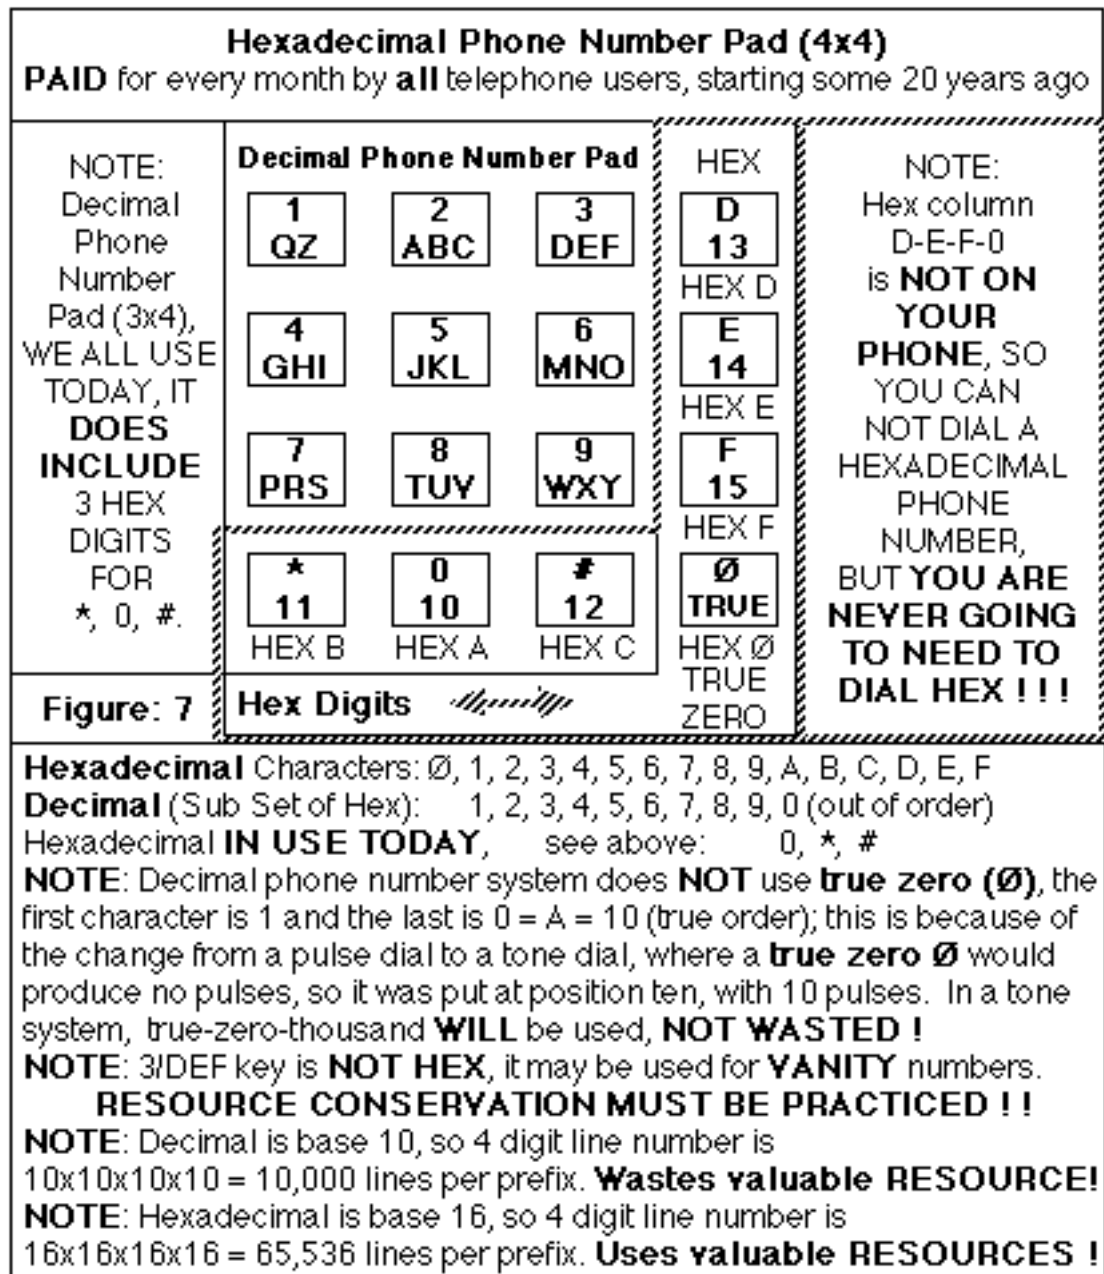 Hexadecimal Phone Number Pad (4x4)
PAID for every month by all telephone users, starting some 20 years ago
NOTE:
Decimal
Phone
Number
Pad (3x4),
WE ALL USE
TODAY, IT
DOES
INCLUDE
3 HEX
DIGITS
FOR
*, 0, #.
Figure: 7
Decimal Phone Number Pad
1 2 3
QZ ABC DEF
4 5 6
GHI JKL MNO
7 8 9
PRS TUV WXY
* 0 #
11 10 12
HEX B HEX A HEX C
Hex Digits
HEX
D
13
HEX D
E
14
HEX E
F
15
HEX F
Ø
TRUE
HEX Ø
TRUE
ZERO
NOTE:
Hex column
D-E-F-0
is NOT ON
YOUR
PHONE, SO
YOU CAN
NOT DIAL A
HEXADECIMAL
PHONE
NUMBER,
BUT YOU ARE
NEVER GOING
TO NEED TO
DIAL HEX ! ! !
Hexadecimal Characters: Ø, 1, 2, 3, 4, 5, 6, 7, 8, 9, A, B, C, D, E, F
Decimal (Sub Set of Hex): 1, 2, 3, 4, 5, 6, 7, 8, 9, 0 (out of order)
Hexadecimal IN USE TODAY, see above: 0, *, #
NOTE: Decimal phone number system does NOT use true zero (Ø), the
first character is 1 and the last is 0 = A = 10 (true order); this is because of
the change from a pulse dial to a tone dial, where a true zero Ø would
produce no pulses, so it was put at position ten, with 10 pulses. In a tone
system, true-zero-thousand WILL be used, NOT WASTED !
NOTE: 3/DEF key is NOT HEX, it may be used for VANITY numbers.
RESOURCE CONSERVATION MUST BE PRACTICED ! !
NOTE: Decimal is base 10, so 4 digit line number is
10x10x10x10 = 10,000 lines per prefix. Wastes valuable RESOURCE!
NOTE: Hexadecimal is base 16, so 4 digit line number is
16x16x16x16 = 65,536 lines per prefix. Uses valuable RESOURCES !